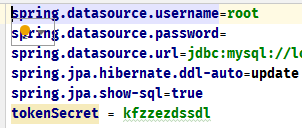 spring.datasource.username=root
spring.datasource.password=
spring.datasource.url=jdbc:mysql://lo
spring.jpa.hibernate.ddl-auto=update
spring.jpa.show-sql=true
tokenSecret = kfzzezdssdl